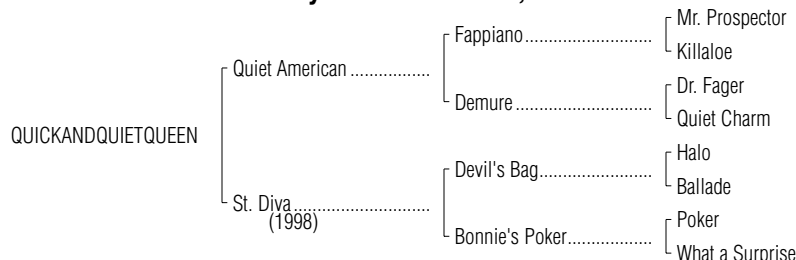 Mr. Prospector
Fappiano
Killaloe
Quiet American
Dr. Fager
Demure
Quiet Charm
QUICKANDQUIETQUEEN
Halo
Devil's Bag
Ballade
St. Diva
(1998)
Poker
Bonnie's Poker
What a Surprise